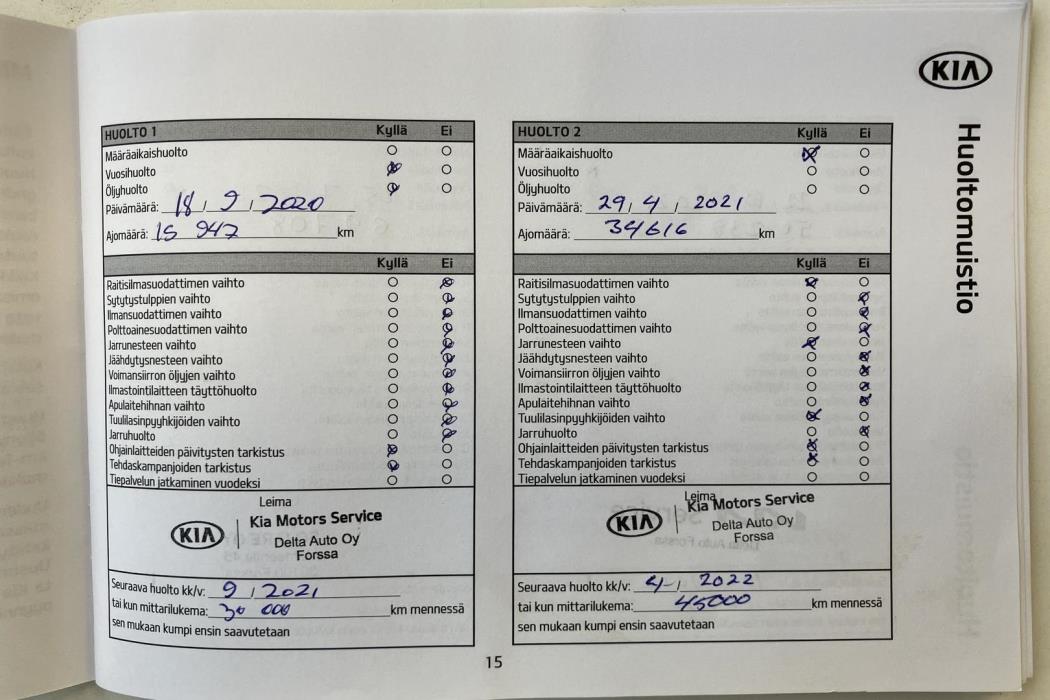 KIA
Huoltomuistio
HUOLTO 1 Kyllä Ei
Määräaikaishuolto
Vuosihuolto
Öljyhuolto
Päivämäärä: 18 / 9 / 2020
Ajomäärä: 15 947 km
Kyllä Ei
Raitisilmasuodattimen vaihto
Sytytystulppien vaihto
Ilmansuodattimen vaihto
Polttoainesuodattimen vaihto
Jarrunesteen vaihto
Jäähdytysnesteen vaihto
Voimansiirron öljyjen vaihto
Ilmastointilaitteen täyttöhuolto
Apulaitehihnan vaihto
Tuulilasinpyyhkijöiden vaihto
Jarruhuolto
Ohjainlaitteiden päivitysten tarkistus
Tehdaskampanjoiden tarkistus
Tiepalvelun jatkaminen vuodeksi
Leima
KIA Kia Motors Service
Delta Auto Oy
Forssa
Seuraava huolto kk/v: 9 / 2021
tai kun mittarilukema: 30 000 km mennessä
sen mukaan kumpi ensin saavutetaan
HUOLTO 2 Kyllä Ei
Määräaikaishuolto
Vuosihuolto
Öljyhuolto
Päivämäärä: 29 / 4 / 2021
Ajomäärä: 34616 km
Kyllä Ei
Raitisilmasuodattimen vaihto
Sytytystulppien vaihto
Ilmansuodattimen vaihto
Polttoainesuodattimen vaihto
Jarrunesteen vaihto
Jäähdytysnesteen vaihto
Voimansiirron öljyjen vaihto
Ilmastointilaitteen täyttöhuolto
Apulaitehihnan vaihto
Tuulilasinpyyhkijöiden vaihto
Jarruhuolto
Ohjainlaitteiden päivitysten tarkistus
Tehdaskampanjoiden tarkistus
Tiepalvelun jatkaminen vuodeksi
Leima
KIA Kia Motors Service
Delta Auto Oy
Forssa
Seuraava huolto kk/v: 4 / 2022
tai kun mittarilukema: 45000 km mennessä
sen mukaan kumpi ensin saavutetaan
15